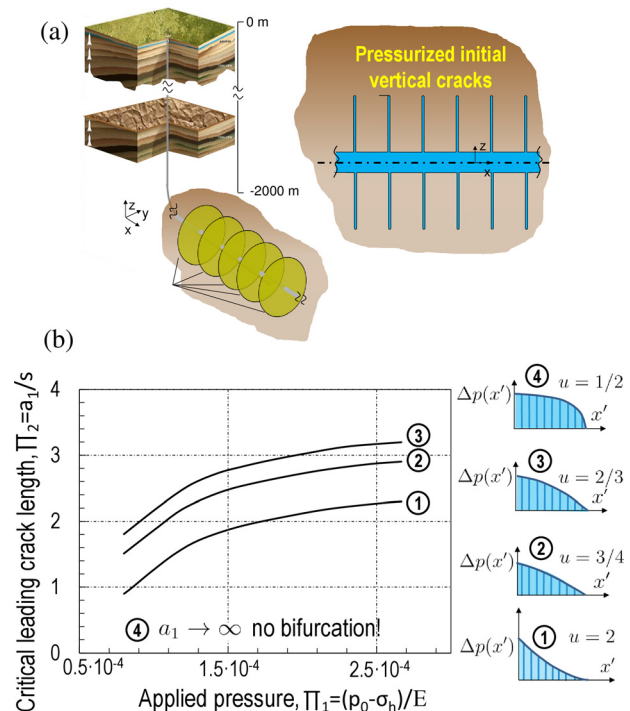 (a)
0 m
-2000 m
z
y
x
Pressurized initial
vertical cracks
z
x
(b)
Critical leading crack length, ∏2=a1/s
4
3
2
1
0
③
②
①
④ a1 → ∞ no bifurcation!
0.5·10-4
1.5·10-4
2.5·10-4
Applied pressure, ∏1=(p0-σh)/E
④ u = 1/2
Δp(x′)
x′
③ u = 2/3
Δp(x′)
x′
② u = 3/4
Δp(x′)
x′
① u = 2
Δp(x′)
x′